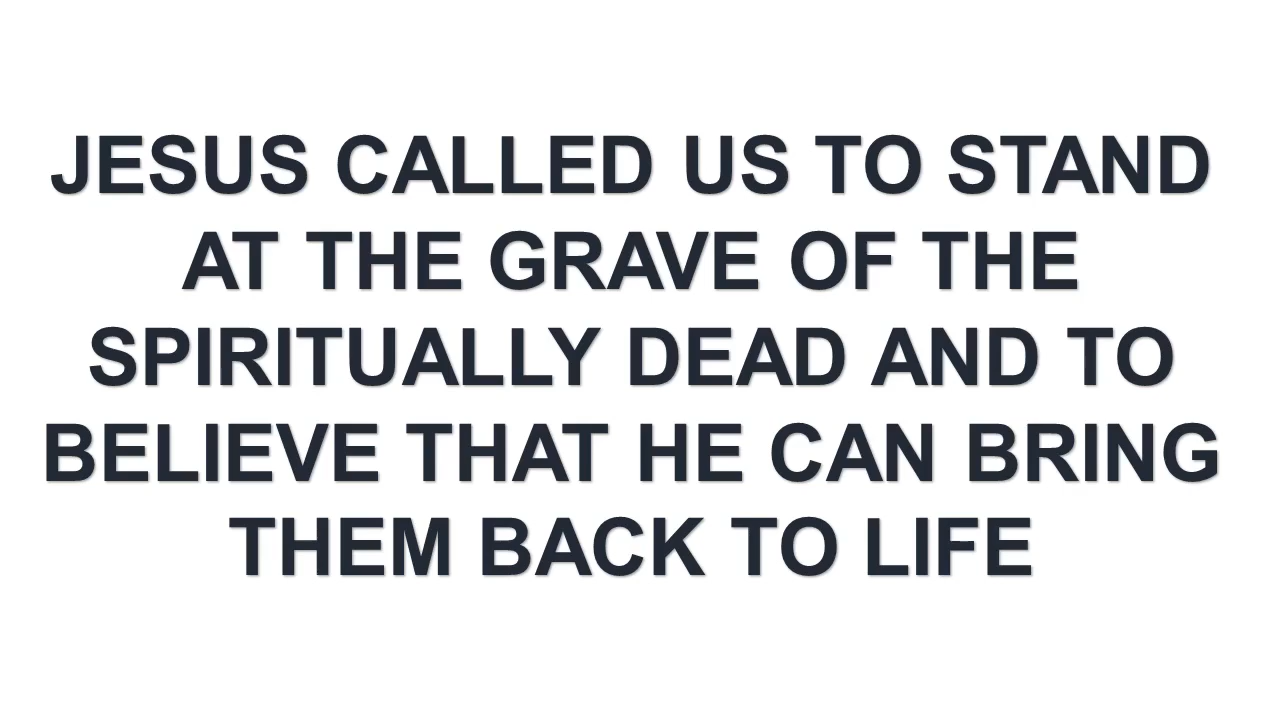 JESUS CALLED US TO STAND
AT THE GRAVE OF THE
SPIRITUALLY DEAD AND TO
BELIEVE THAT HE CAN BRING
THEM BACK TO LIFE